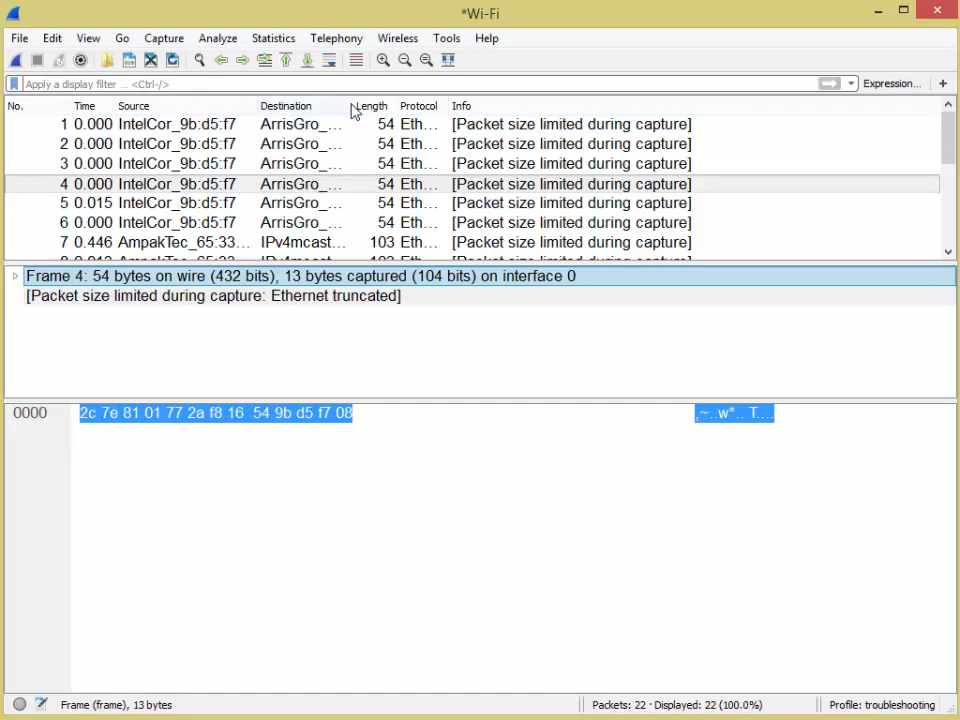 *Wi-Fi
File Edit View Go Capture Analyze Statistics Telephony Wireless Tools Help
Apply a display filter ... <Ctrl-/> Expression... +
No. Time Source Destination Length Protocol Info
1 0.000 IntelCor_9b:d5:f7 ArrisGro_... 54 Eth... [Packet size limited during capture]
2 0.000 IntelCor_9b:d5:f7 ArrisGro_... 54 Eth... [Packet size limited during capture]
3 0.000 IntelCor_9b:d5:f7 ArrisGro_... 54 Eth... [Packet size limited during capture]
4 0.000 IntelCor_9b:d5:f7 ArrisGro_... 54 Eth... [Packet size limited during capture]
5 0.015 IntelCor_9b:d5:f7 ArrisGro_... 54 Eth... [Packet size limited during capture]
6 0.000 IntelCor_9b:d5:f7 ArrisGro_... 54 Eth... [Packet size limited during capture]
7 0.446 AmpakTec_65:33... IPv4mcast... 103 Eth... [Packet size limited during capture]
Frame 4: 54 bytes on wire (432 bits), 13 bytes captured (104 bits) on interface 0
[Packet size limited during capture: Ethernet truncated]
0000 2c 7e 81 01 77 2a f8 16 54 9b d5 f7 08 ,~..w*.. T....
Frame (frame), 13 bytes Packets: 22 · Displayed: 22 (100.0%) Profile: troubleshooting